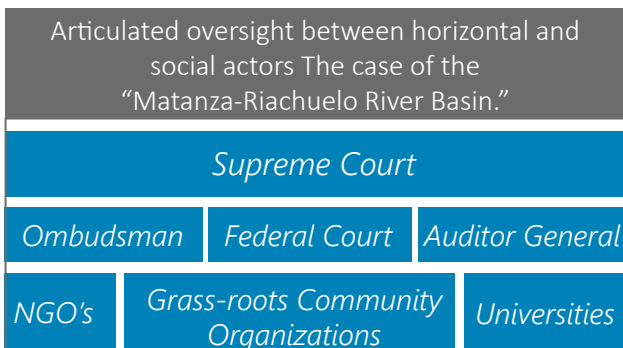 Articulated oversight between horizontal and
social actors The case of the
“Matanza-Riachuelo River Basin.”
Supreme Court
Ombudsman
Federal Court
Auditor General
NGO’s
Grass-roots Community
Organizations
Universities